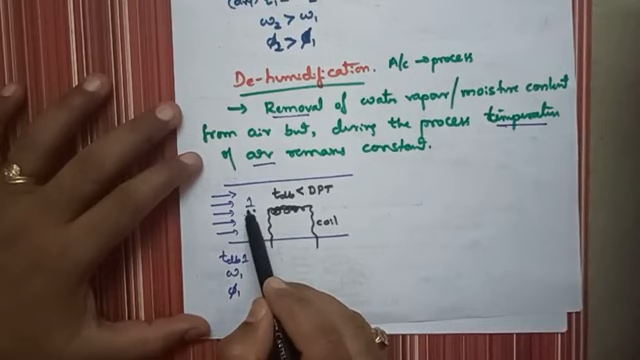 ω₂ > ω₁
ϕ₂ > ϕ₁
De-humidification. A/c → process
→ Removal of water vapour/moisture content
from air but, during the process temperature
of air remains constant.
tdb < DPT
1
coil
tdb1
ω₁
ϕ₁